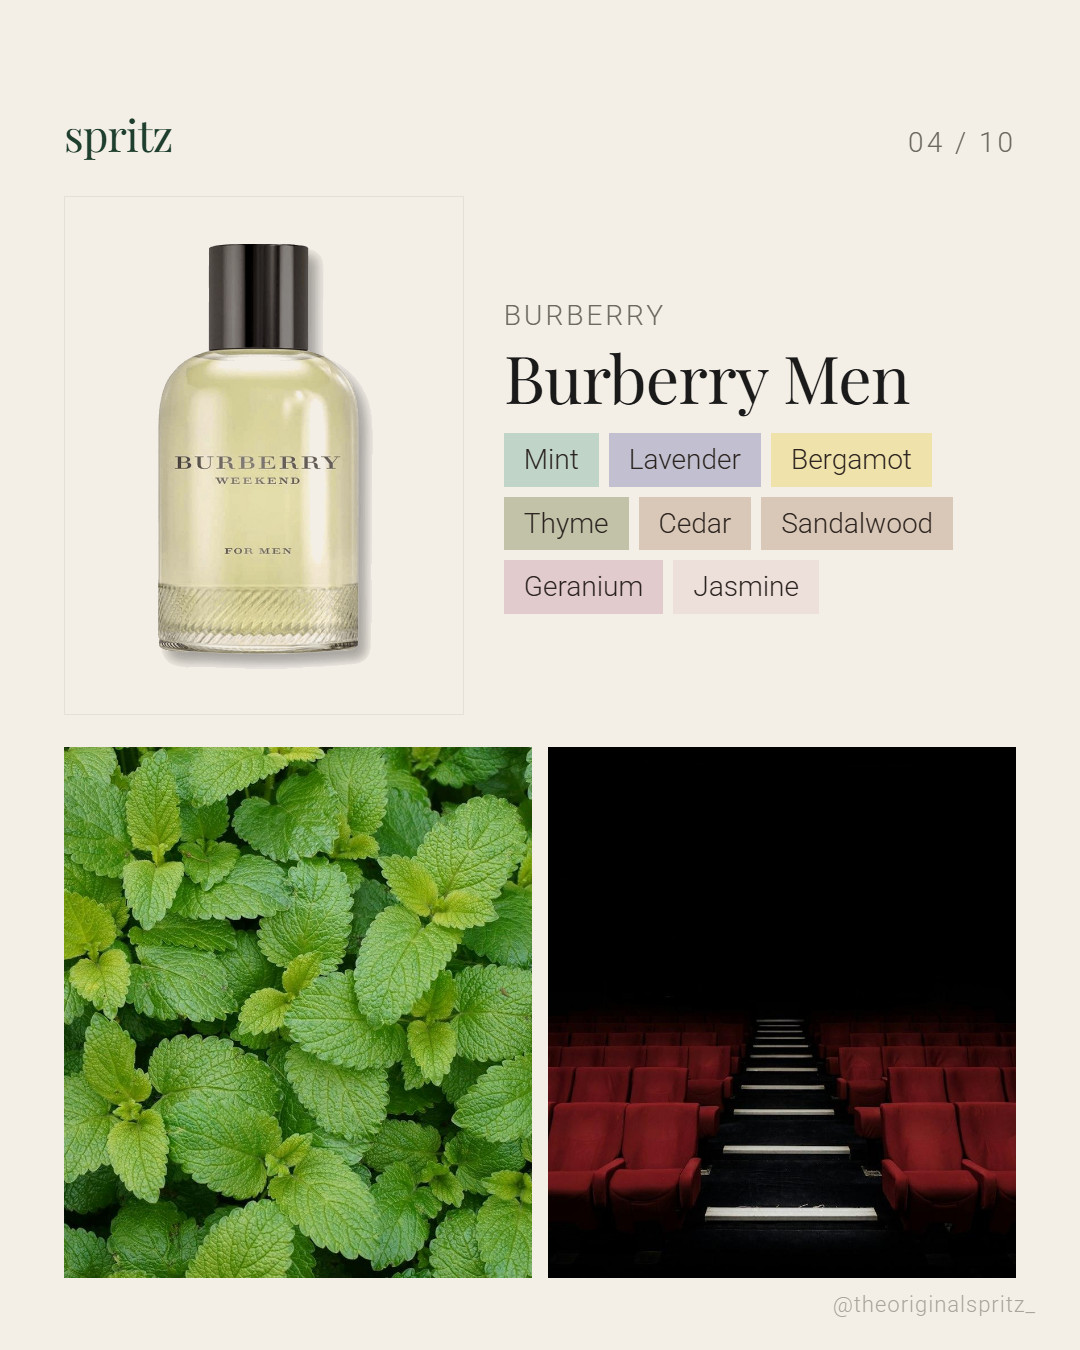 spritz
04 / 10
BURBERRY
WEEKEND
FOR MEN
BURBERRY
Burberry Men
Mint Lavender Bergamot
Thyme Cedar Sandalwood
Geranium Jasmine
@theoriginalspritz_